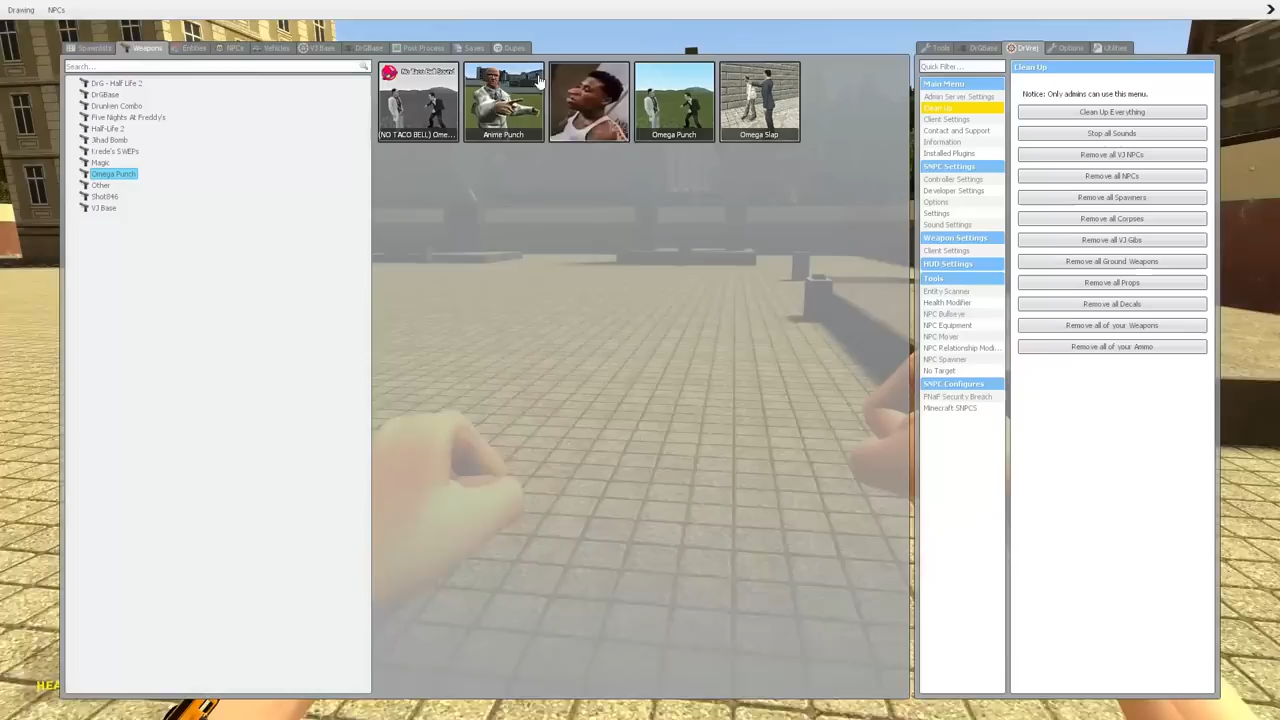 Drawing NPCs
Spawnlists Weapons Entities NPCs Vehicles VJ Base DrGBase Post Process Saves Dupes
Search...
DrG - Half Life 2
DrGBase
Drunken Combo
Five Nights At Freddy's
Half-Life 2
Jihad Bomb
Krede's SWEPs
Magic
Omega Punch
Other
Shot846
VJ Base
No Taco Bell Sound
(NO TACO BELL) Ome...
Anime Punch
Omega Punch
Omega Slap
Tools DrGBase DrVrej Options Utilities
Quick Filter...
Main Menu
Admin Server Settings
Clean Up
Client Settings
Contact and Support
Information
Installed Plugins
SNPC Settings
Controller Settings
Developer Settings
Options
Settings
Sound Settings
Weapon Settings
Client Settings
HUD Settings
Tools
Entity Scanner
Health Modifier
NPC Bullseye
NPC Equipment
NPC Mover
NPC Relationship Modi...
NPC Spawner
No Target
SNPC Configures
FNaF Security Breach
Minecraft SNPCS
Clean Up
Notice: Only admins can use this menu.
Clean Up Everything
Stop all Sounds
Remove all VJ NPCs
Remove all NPCs
Remove all Spawners
Remove all Corpses
Remove all VJ Gibs
Remove all Ground Weapons
Remove all Props
Remove all Decals
Remove all of your Weapons
Remove all of your Ammo